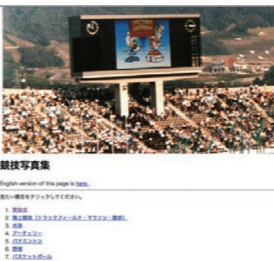 競技写真集
English version of this page is here.
見たい種目をクリックしてください。
1. 開会式
2. 陸上競技（トラックフィールド・マラソン・競歩）
3. 水泳
4. アーチェリー
5. バドミントン
6. 野球
7. バスケットボール